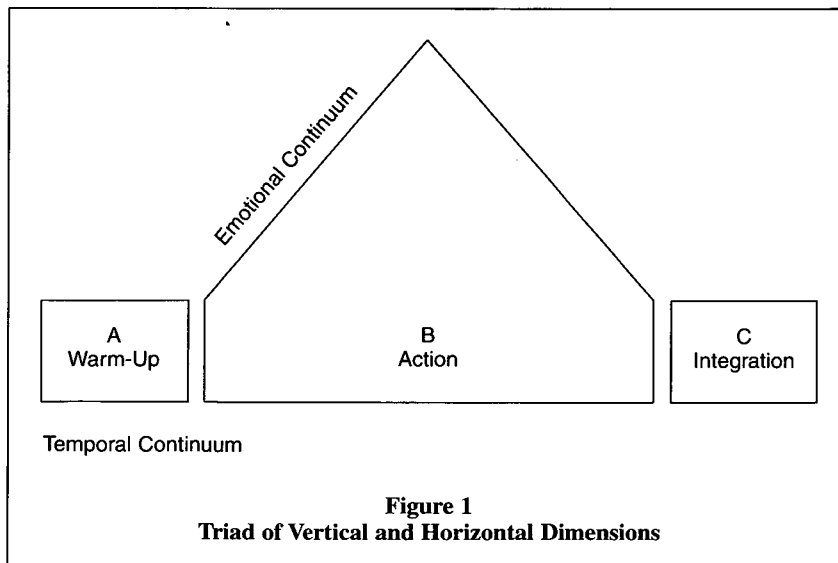 Emotional Continuum
A
Warm-Up
B
Action
C
Integration
Temporal Continuum
Figure 1
Triad of Vertical and Horizontal Dimensions